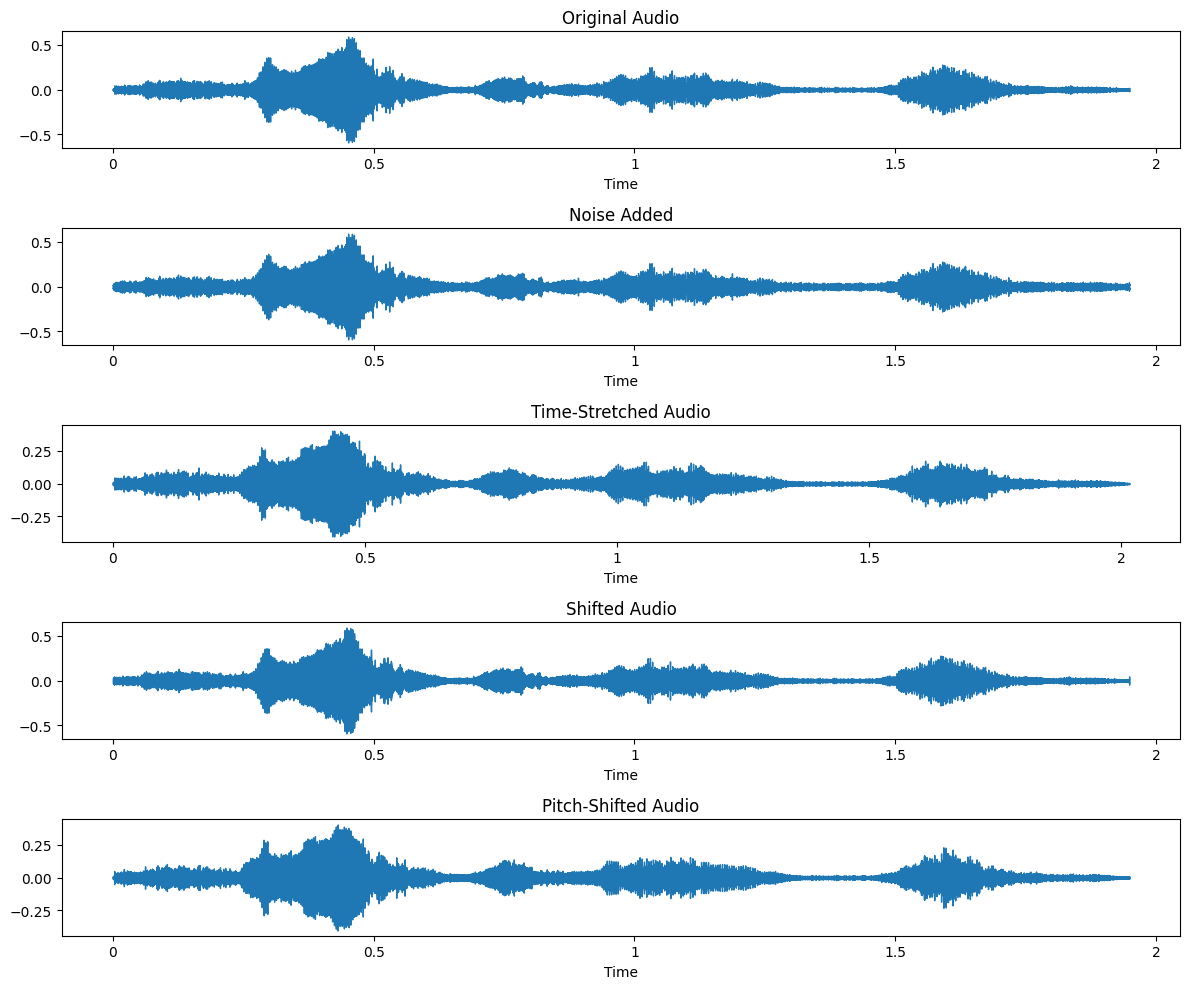 Original Audio
0.5
0.0
−0.5
0 0.5 1 1.5 2
Time
Noise Added
0.5
0.0
−0.5
0 0.5 1 1.5 2
Time
Time-Stretched Audio
0.25
0.00
−0.25
0 0.5 1 1.5 2
Time
Shifted Audio
0.5
0.0
−0.5
0 0.5 1 1.5 2
Time
Pitch-Shifted Audio
0.25
0.00
−0.25
0 0.5 1 1.5 2
Time